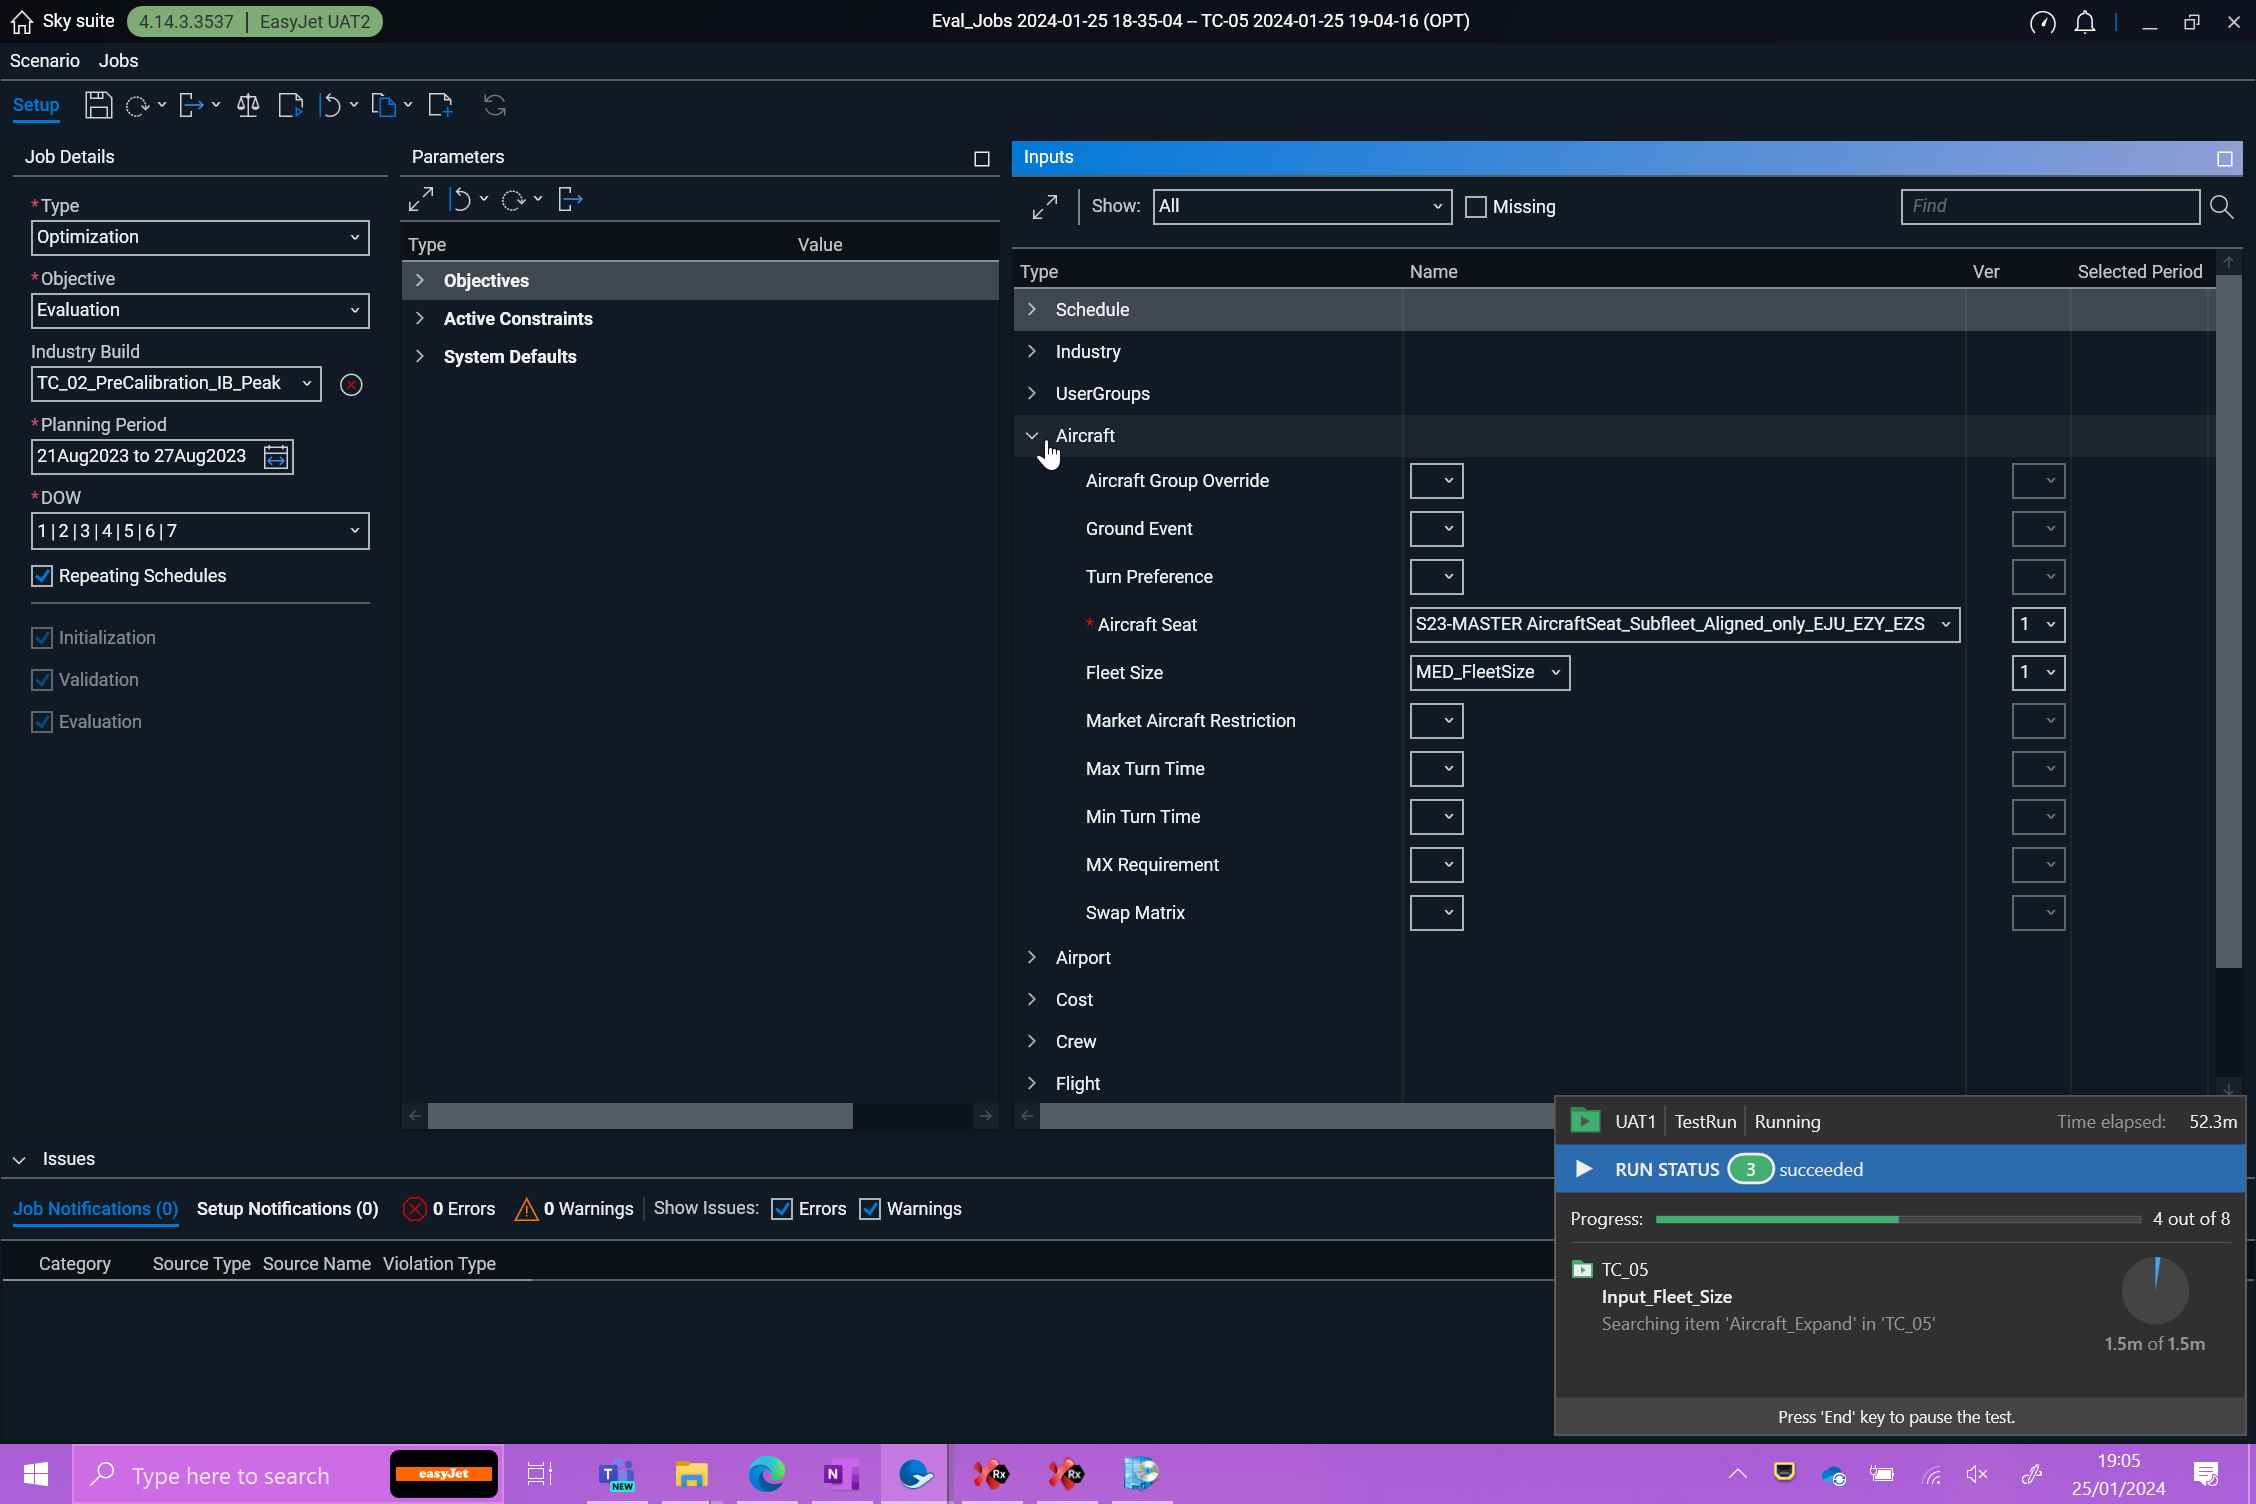 Sky suite 4.14.3.3537 | EasyJet UAT2 Eval_Jobs 2024-01-25 18-35-04 – TC-05 2024-01-25 19-04-16 (OPT)
Scenario Jobs
Setup
Job Details
*Type
Optimization
*Objective
Evaluation
Industry Build
TC_02_PreCalibration_IB_Peak
*Planning Period
21Aug2023 to 27Aug2023
*DOW
1|2|3|4|5|6|7
Repeating Schedules
Initialization
Validation
Evaluation
Parameters
Type Value
Objectives
Active Constraints
System Defaults
Inputs
Show: All Missing Find
Type Name Ver Selected Period
Schedule
Industry
UserGroups
Aircraft
Aircraft Group Override
Ground Event
Turn Preference
* Aircraft Seat S23-MASTER AircraftSeat_Subfleet_Aligned_only_EJU_EZY_EZS 1
Fleet Size MED_FleetSize 1
Market Aircraft Restriction
Max Turn Time
Min Turn Time
MX Requirement
Swap Matrix
Airport
Cost
Crew
Flight
Issues
Job Notifications (0) Setup Notifications (0) 0 Errors 0 Warnings Show Issues: Errors Warnings
Category Source Type Source Name Violation Type
UAT1 TestRun Running Time elapsed: 52.3m
RUN STATUS 3 succeeded
Progress: 4 out of 8
TC_05
Input_Fleet_Size
Searching item 'Aircraft_Expand' in 'TC_05'
1.5m of 1.5m
Press 'End' key to pause the test.
Type here to search easyJet
T NEW N Rx Rx
19:05
25/01/2024